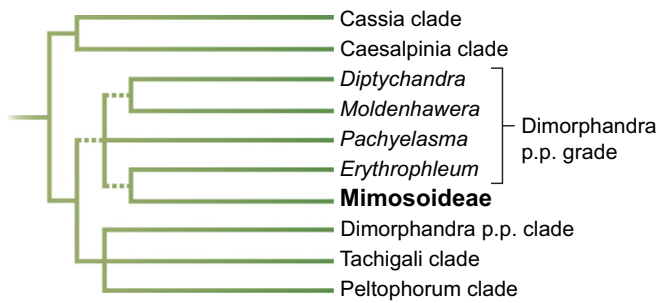 Cassia clade
Caesalpinia clade
Diptychandra
Moldenhawera
Pachyelasma
Erythrophleum
Mimosoideae
Dimorphandra p.p. clade
Tachigali clade
Peltophorum clade
Dimorphandra
p.p. grade